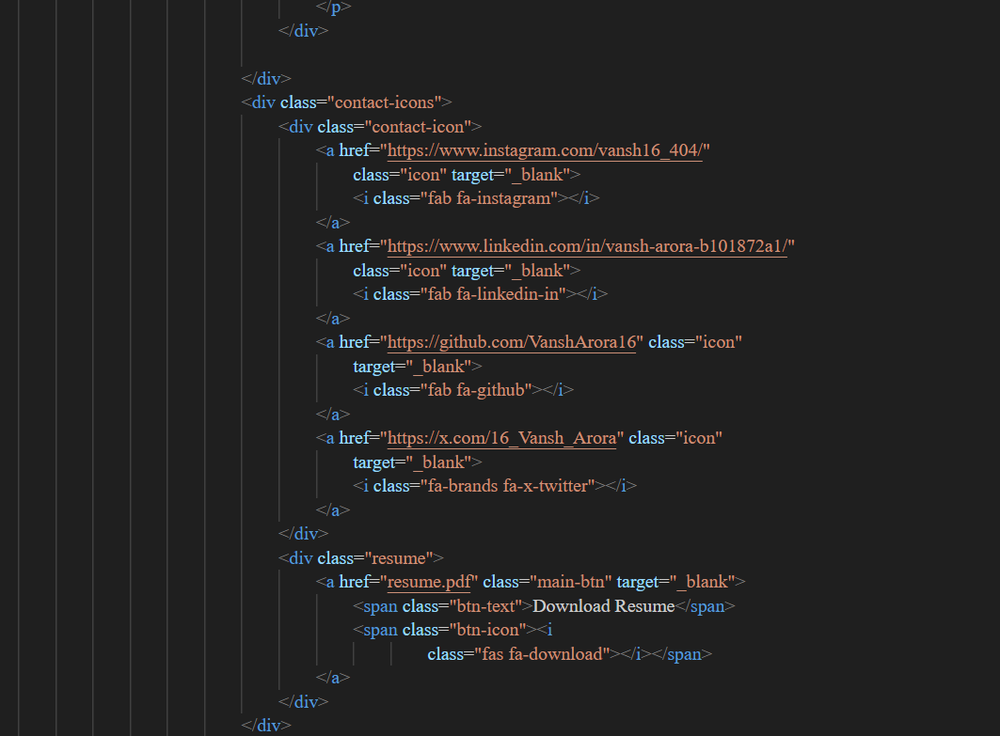 </p>
</div>
</div>
<div class="contact-icons">
<div class="contact-icon">
<a href="https://www.instagram.com/vansh16_404/"
class="icon" target="_blank">
<i class="fab fa-instagram"></i>
</a>
<a href="https://www.linkedin.com/in/vansh-arora-b101872a1/"
class="icon" target="_blank">
<i class="fab fa-linkedin-in"></i>
</a>
<a href="https://github.com/VanshArora16" class="icon"
target="_blank">
<i class="fab fa-github"></i>
</a>
<a href="https://x.com/16_Vansh_Arora" class="icon"
target="_blank">
<i class="fa-brands fa-x-twitter"></i>
</a>
</div>
<div class="resume">
<a href="resume.pdf" class="main-btn" target="_blank">
<span class="btn-text">Download Resume</span>
<span class="btn-icon"><i
class="fas fa-download"></i></span>
</a>
</div>
</div>